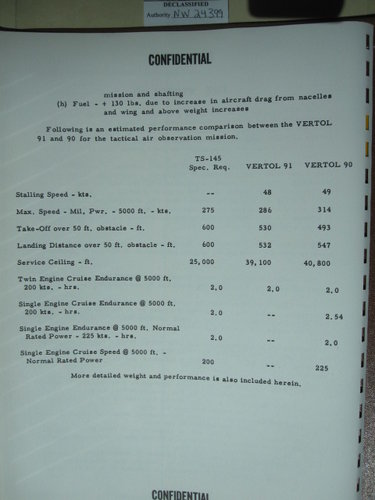 DECLASSIFIED
Authority NW 24399
CONFIDENTIAL
mission and shafting
(h) Fuel - + 130 lbs. due to increase in aircraft drag from nacelles
and wing and above weight increases
Following is an estimated performance comparison between the VERTOL
91 and 90 for the tactical air observation mission.
TS-145
Spec. Req. VERTOL 91 VERTOL 90
Stalling Speed - kts. -- 48 49
Max. Speed - Mil. Pwr. - 5000 ft. - kts. 275 286 314
Take-Off over 50 ft. obstacle - ft. 600 530 493
Landing Distance over 50 ft. obstacle - ft. 600 532 547
Service Ceiling - ft. 25,000 39,100 40,800
Twin Engine Cruise Endurance @ 5000 ft.
200 kts. - hrs. 2.0 2.0 2.0
Single Engine Cruise Endurance @ 5000 ft.
200 kts. - hrs. 2.0 -- 2.54
Single Engine Endurance @ 5000 ft. Normal
Rated Power - 225 kts. - hrs. 2.0 -- 2.0
Single Engine Cruise Speed @ 5000 ft. -
Normal Rated Power 200 -- 225
More detailed weight and performance is also included herein.
CONFIDENTIAL